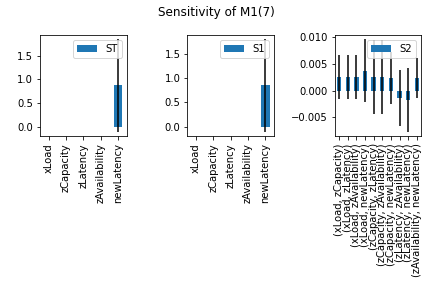 Sensitivity of M1(7)
ST
1.5
1.0
0.5
0.0
xLoad
zCapacity
zLatency
zAvailability
newLatency
S1
1.5
1.0
0.5
0.0
xLoad
zCapacity
zLatency
zAvailability
newLatency
S2
0.010
0.005
0.000
−0.005
(xLoad, zCapacity)
(xLoad, zLatency)
(xLoad, zAvailability)
(xLoad, newLatency)
(zCapacity, zLatency)
(zCapacity, zAvailability)
(zCapacity, newLatency)
(zLatency, zAvailability)
(zLatency, newLatency)
(zAvailability, newLatency)